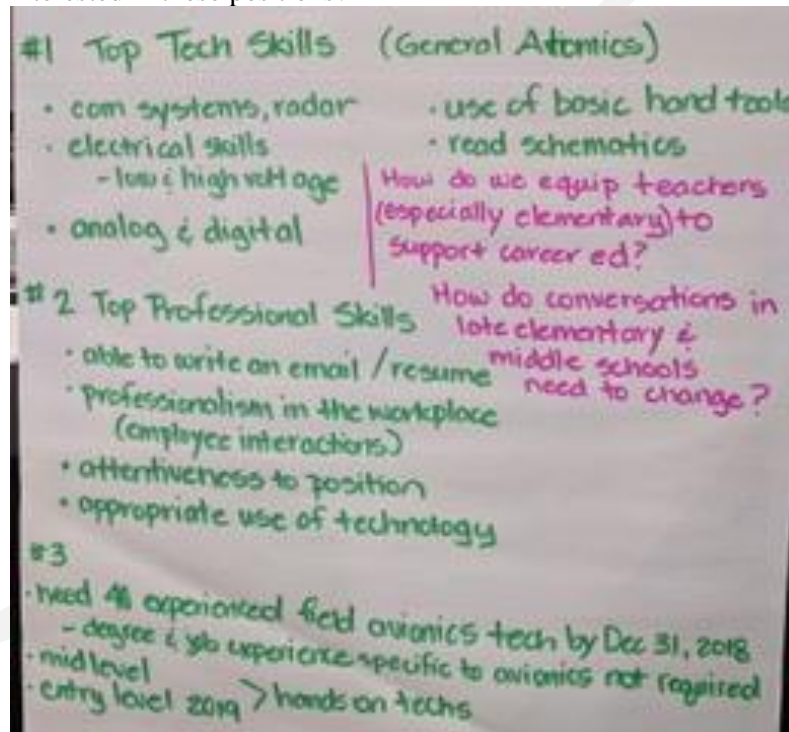 #1 Top Tech Skills (General Atomics)
· com systems, radar
· electrical skills
- low & high voltage
· analog & digital
· use of basic hand tools
· read schematics
How do we equip teachers
(especially elementary) to
support career ed?
#2 Top Professional Skills
· able to write an email / resume
· professionalism in the workplace
(employee interactions)
· attentiveness to position
· appropriate use of technology
How do conversations in
late elementary &
middle schools
need to change?
#3
· need experienced field avionics tech by Dec 31, 2018
- degree & job experience specific to avionics not required
· mid level
· entry level 2019 > hands on techs